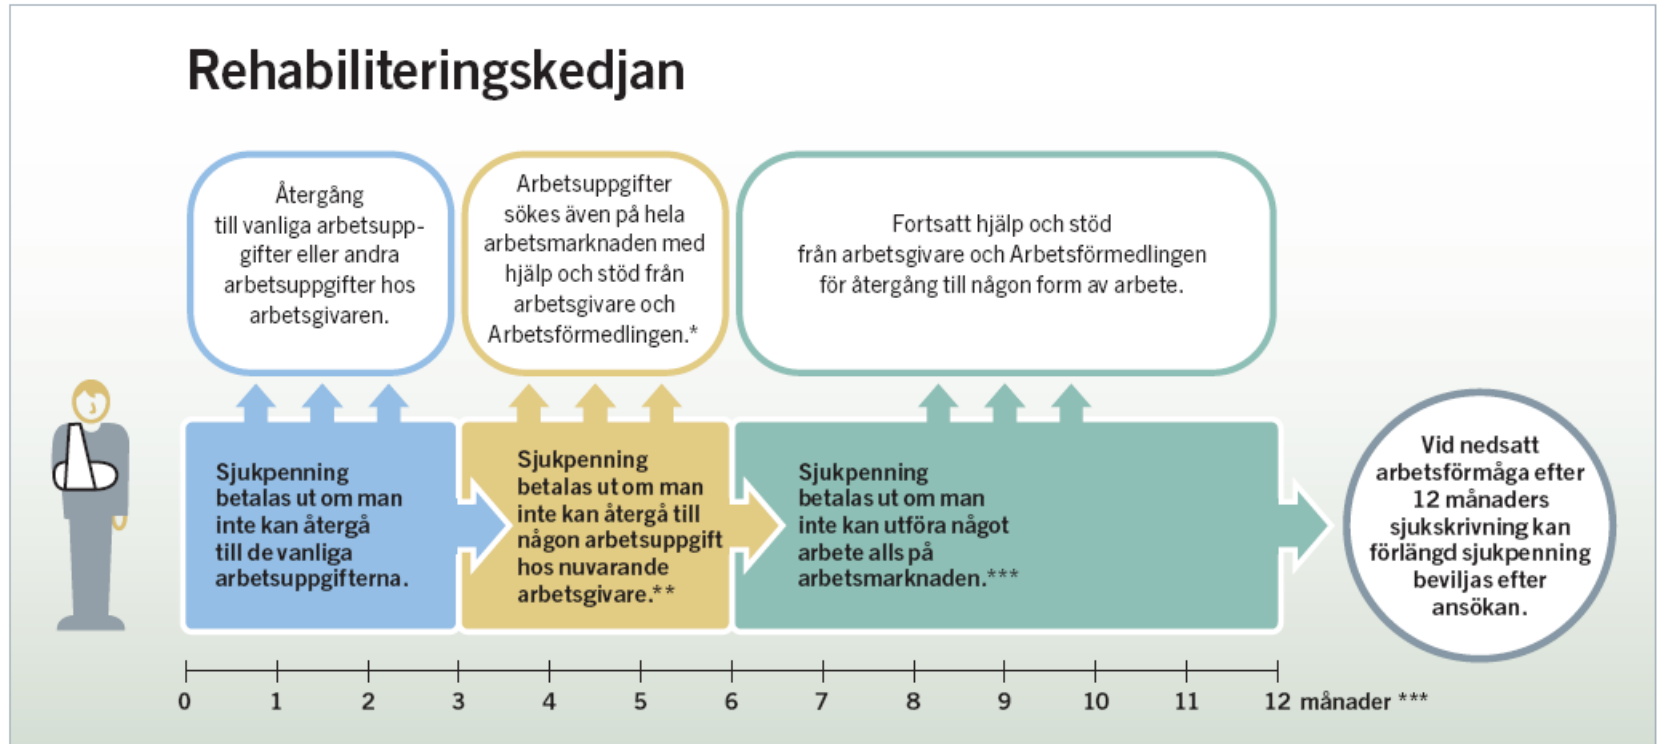 Rehabiliteringskedjan
Återgång
till vanliga arbetsupp-
gifter eller andra
arbetsuppgifter hos
arbetsgivaren.
Arbetsuppgifter
sökes även på hela
arbetsmarknaden med
hjälp och stöd från
arbetsgivare och
Arbetsförmedlingen.*
Fortsatt hjälp och stöd
från arbetsgivare och Arbetsförmedlingen
för återgång till någon form av arbete.
Sjukpenning
betalas ut om man
inte kan återgå
till de vanliga
arbetsuppgifterna.
Sjukpenning
betalas ut om man
inte kan återgå till
någon arbetsuppgift
hos nuvarande
arbetsgivare.**
Sjukpenning
betalas ut om man
inte kan utföra något
arbete alls på
arbetsmarknaden.***
Vid nedsatt
arbetsförmåga efter
12 månaders
sjukskrivning kan
förlängd sjukpenning
beviljas efter
ansökan.
0 1 2 3 4 5 6 7 8 9 10 11 12 månader ***